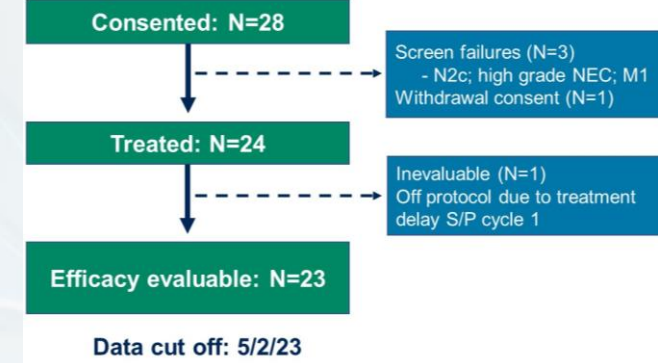 Consented: N=28
Screen failures (N=3)
- N2c; high grade NEC; M1
Withdrawal consent (N=1)
Treated: N=24
Inevaluable (N=1)
Off protocol due to treatment
delay S/P cycle 1
Efficacy evaluable: N=23
Data cut off: 5/2/23